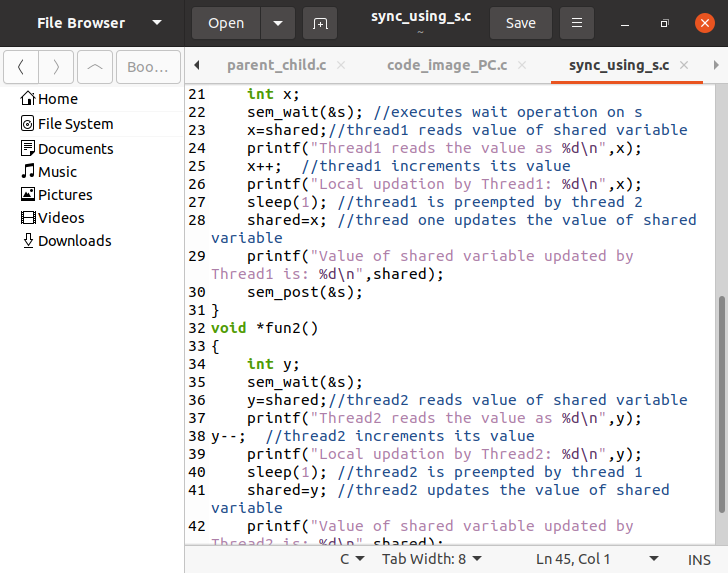 File Browser
Open
sync_using_s.c
~
Save
Boo...
parent_child.c
code_image_PC.c
sync_using_s.c
Home
File System
Documents
Music
Pictures
Videos
Downloads
21 int x;
22 sem_wait(&s); //executes wait operation on s
23 x=shared;//thread1 reads value of shared variable
24 printf("Thread1 reads the value as %d\n",x);
25 x++; //thread1 increments its value
26 printf("Local updation by Thread1: %d\n",x);
27 sleep(1); //thread1 is preempted by thread 2
28 shared=x; //thread one updates the value of shared
variable
29 printf("Value of shared variable updated by
Thread1 is: %d\n",shared);
30 sem_post(&s);
31 }
32 void *fun2()
33 {
34 int y;
35 sem_wait(&s);
36 y=shared;//thread2 reads value of shared variable
37 printf("Thread2 reads the value as %d\n",y);
38 y--; //thread2 increments its value
39 printf("Local updation by Thread2: %d\n",y);
40 sleep(1); //thread2 is preempted by thread 1
41 shared=y; //thread2 updates the value of shared
variable
42 printf("Value of shared variable updated by
Thread2 is: %d\n",shared);
C
Tab Width: 8
Ln 45, Col 1
INS